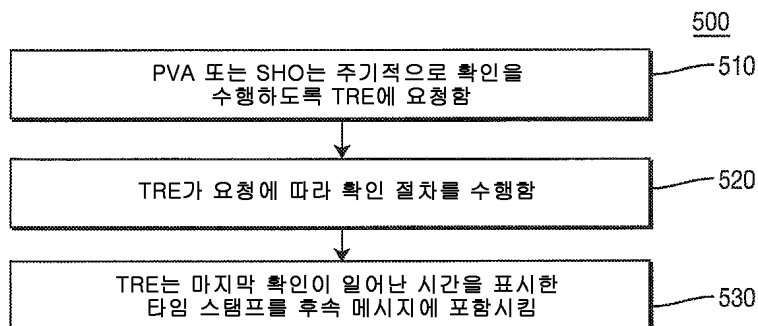 500
PVA 또는 SHO는 주기적으로 확인을
수행하도록 TRE에 요청함
510
TRE가 요청에 따라 확인 절차를 수행함
520
TRE는 마지막 확인이 일어난 시간을 표시한
타임 스탬프를 후속 메시지에 포함시킴
530